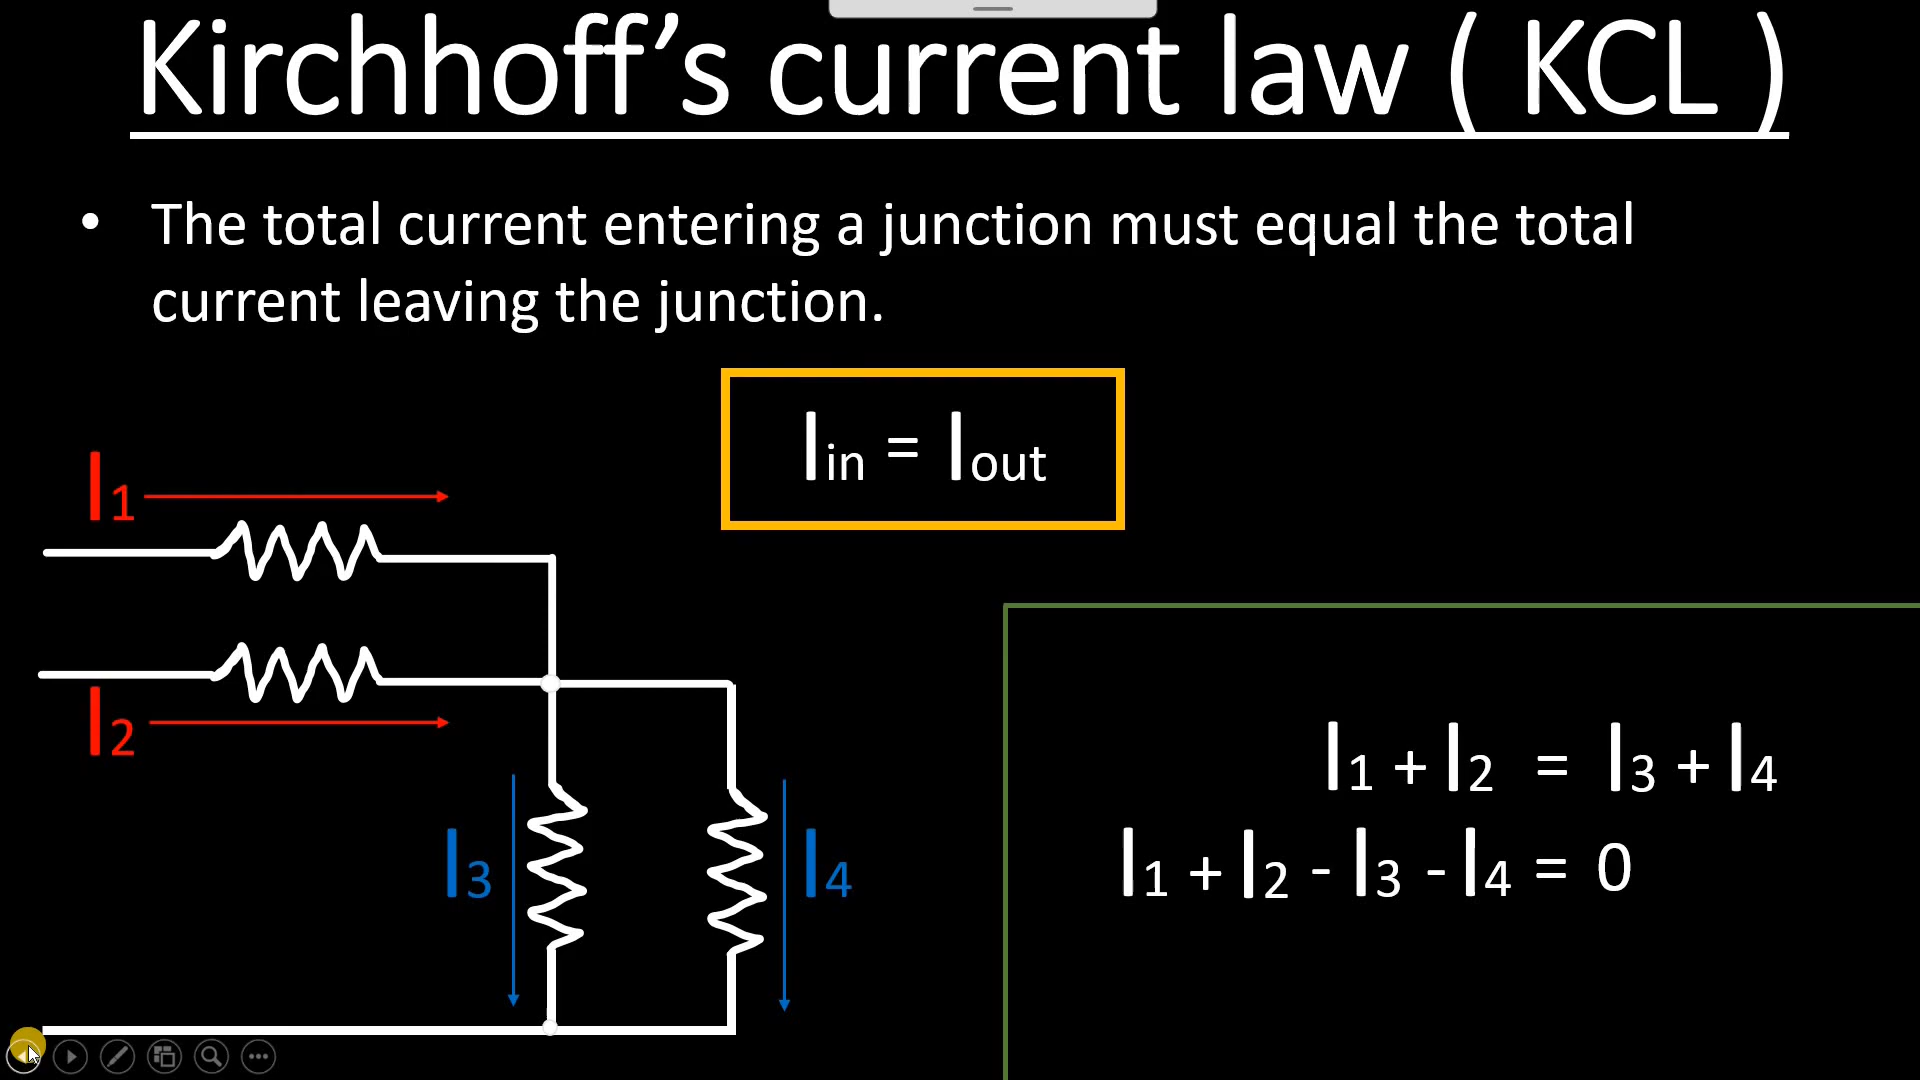 Kirchhoff’s current law ( KCL )
• The total current entering a junction must equal the total
current leaving the junction.
Iin = Iout
I1
I2
I3
I4
I1 + I2 = I3 + I4
I1 + I2 - I3 - I4 = 0